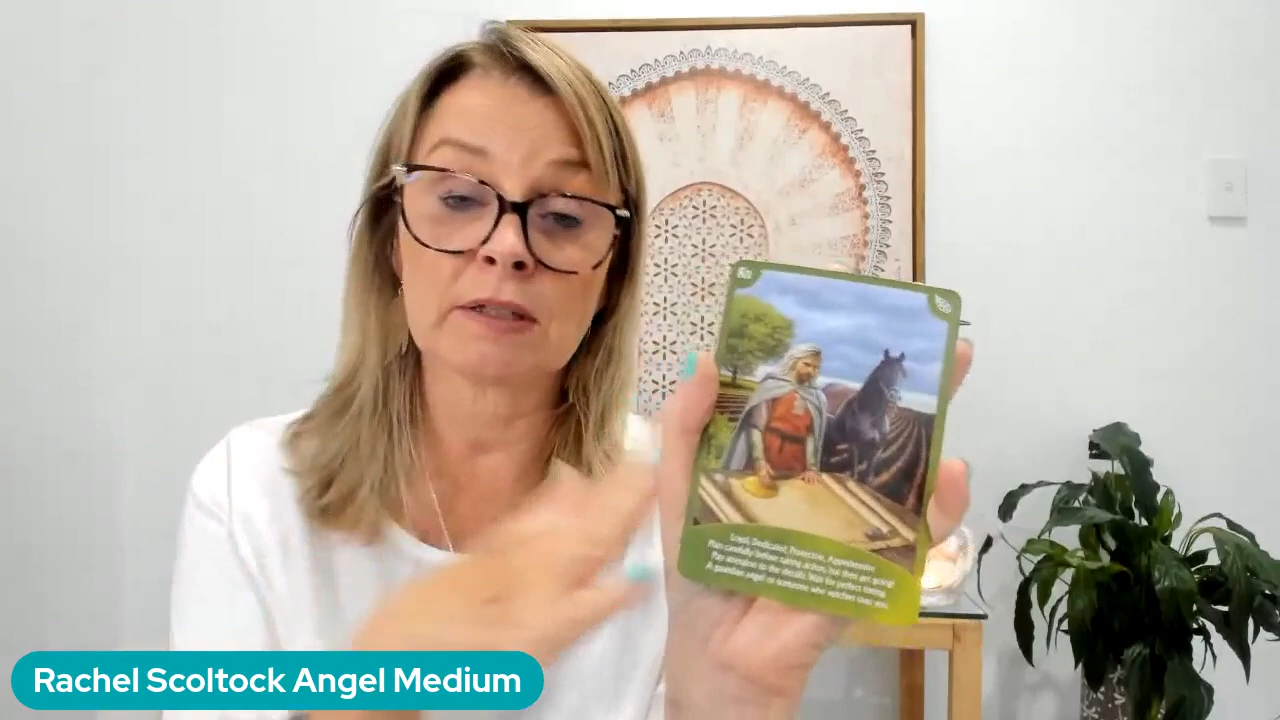 Loyal, Dedicated, Protective, Apprehensive
Plan carefully before taking action, but then get going!
Pay attention to the details. Wait for perfect timing.
A guardian angel or someone who watches over you.
Rachel Scoltock Angel Medium